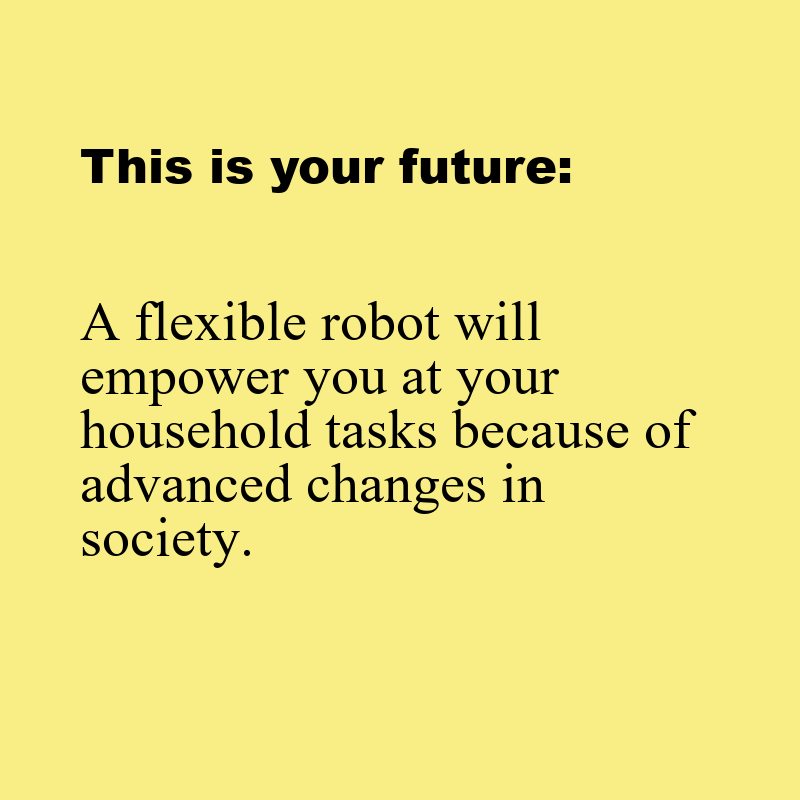 This is your future:
A flexible robot will
empower you at your
household tasks because of
advanced changes in
society.